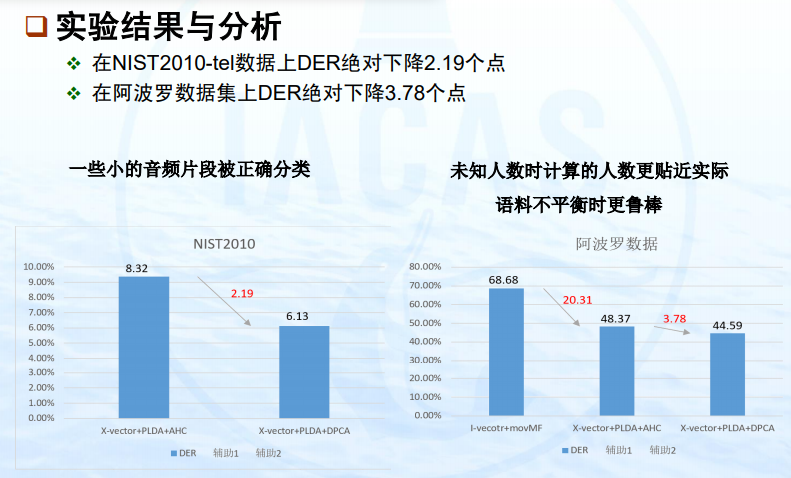 实验结果与分析
在NIST2010-tel数据上DER绝对下降2.19个点
在阿波罗数据集上DER绝对下降3.78个点
一些小的音频片段被正确分类
未知人数时计算的人数更贴近实际
语料不平衡时更鲁棒
NIST2010
10.00%
9.00%
8.00%
7.00%
6.00%
5.00%
4.00%
3.00%
2.00%
1.00%
0.00%
8.32
2.19
6.13
X-vector+PLDA+AHC
X-vector+PLDA+DPCA
DER 辅助1 辅助2
阿波罗数据
80.00%
70.00%
60.00%
50.00%
40.00%
30.00%
20.00%
10.00%
0.00%
68.68
20.31
48.37
3.78
44.59
I-vecotr+movMF
X-vector+PLDA+AHC
X-vector+PLDA+DPCA
DER 辅助1 辅助2
IACAS